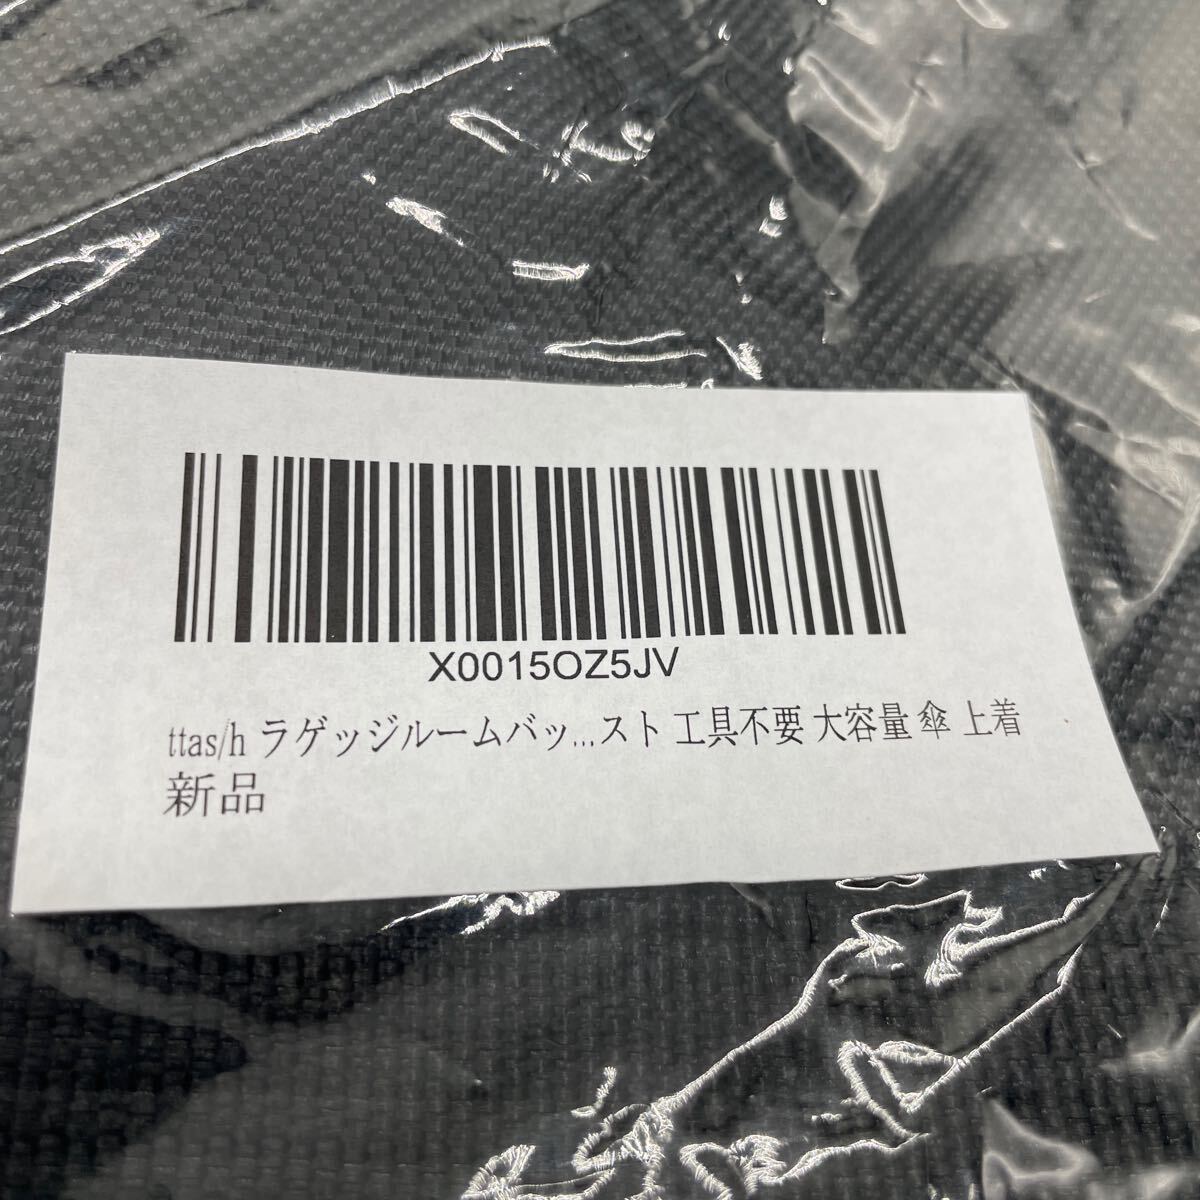 X0015OZ5JV
ttas/h ラゲッジルームバッ...スト 工具不要 大容量 傘 上着
新品